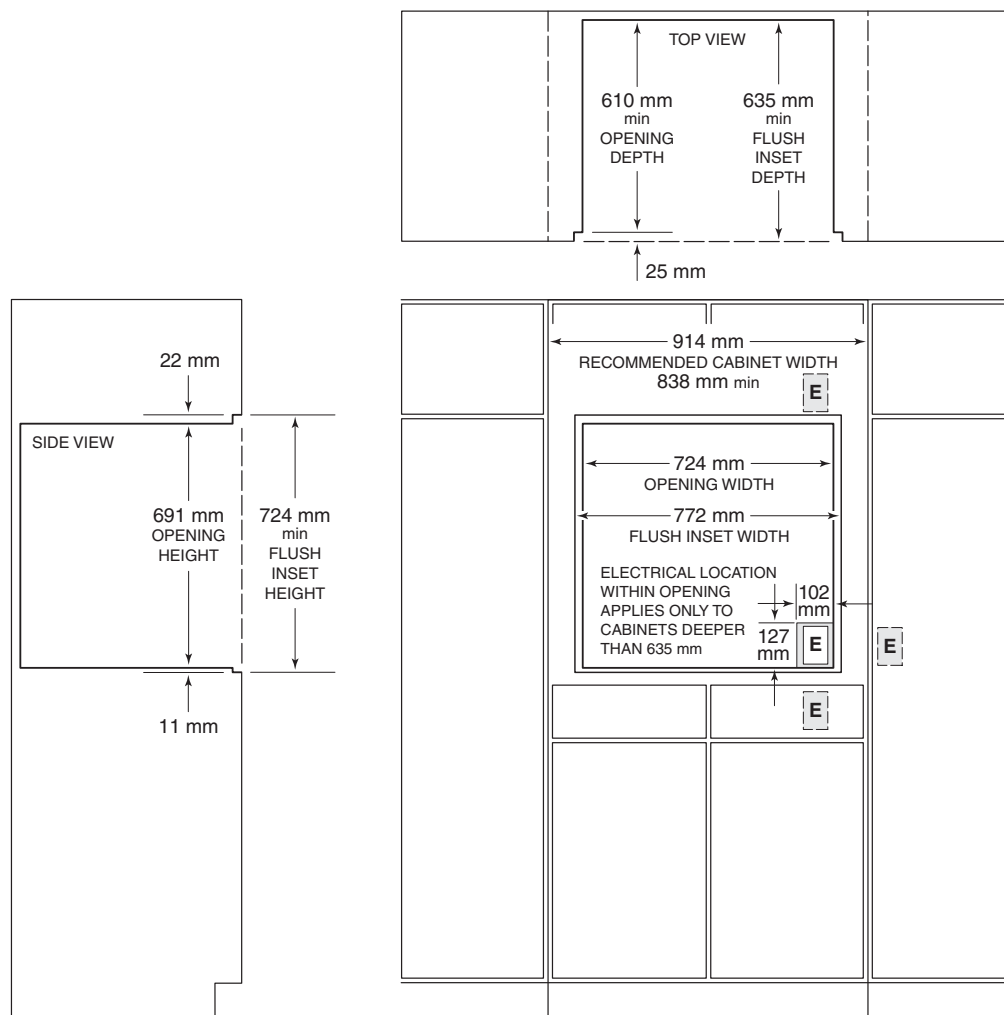 TOP VIEW
610 mm
min
OPENING
DEPTH
635 mm
min
FLUSH
INSET
DEPTH
25 mm
22 mm
SIDE VIEW
691 mm
OPENING
HEIGHT
724 mm
min
FLUSH
INSET
HEIGHT
11 mm
914 mm
RECOMMENDED CABINET WIDTH
838 mm min
E
724 mm
OPENING WIDTH
772 mm
FLUSH INSET WIDTH
ELECTRICAL LOCATION
WITHIN OPENING
APPLIES ONLY TO
CABINETS DEEPER
THAN 635 mm
102
mm
127
mm
E
E
E